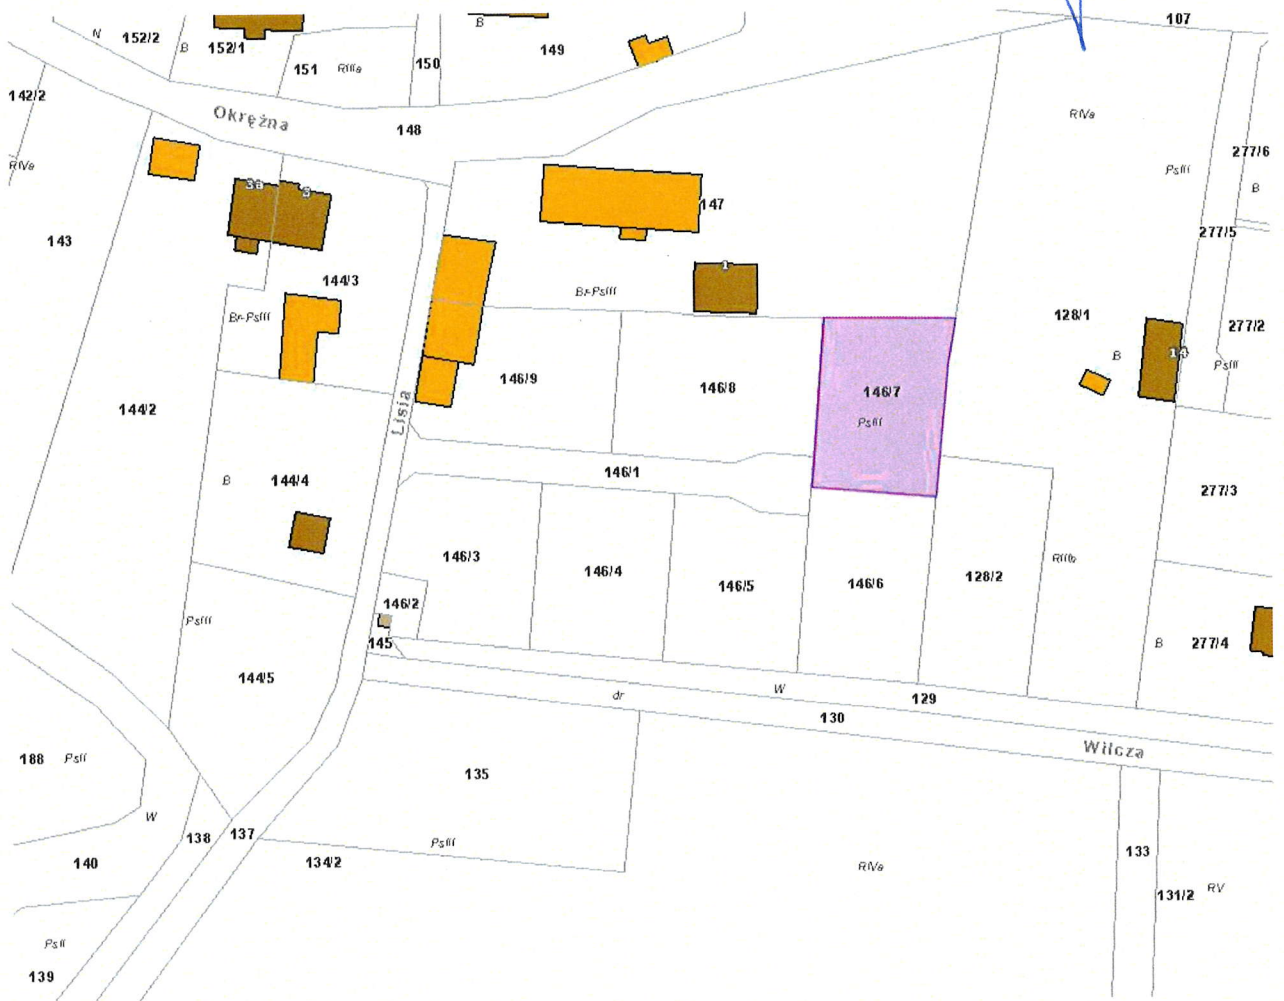 107
N
152/2
B
152/1
B
149
151
RIIIa
150
142/2
Okrężna
148
RIVa
RIVa
277/6
PsIII
B
3a
3
147
143
277/5
144/3
1
Br-PsIII
Br-PsIII
128/1
277/2
B
14
PsIII
146/9
146/8
146/7
144/2
Lisia
PsIII
146/1
B
144/4
277/3
146/3
146/4
146/5
146/6
128/2
RIIIb
146/2
PsIII
145
B
277/4
144/5
dr
W
129
130
Wilcza
188
PsII
135
W
138
137
PsIII
134/2
140
RIVa
133
131/2
RV
PsII
139